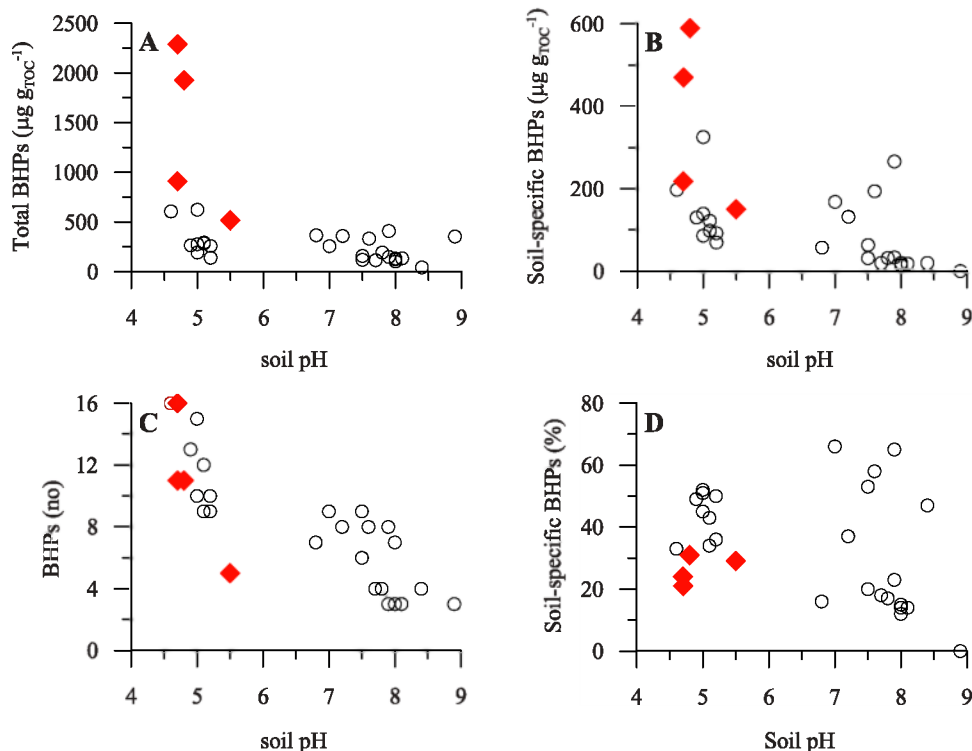 A
Total BHPs (µg gTOC-1)
2500
2000
1500
1000
500
0
4 5 6 7 8 9
soil pH
B
Soil-specific BHPs (µg gTOC-1)
600
400
200
0
4 5 6 7 8 9
soil pH
C
BHPs (no)
16
12
8
4
0
4 5 6 7 8 9
soil pH
D
Soil-specific BHPs (%)
80
60
40
20
0
4 5 6 7 8 9
Soil pH